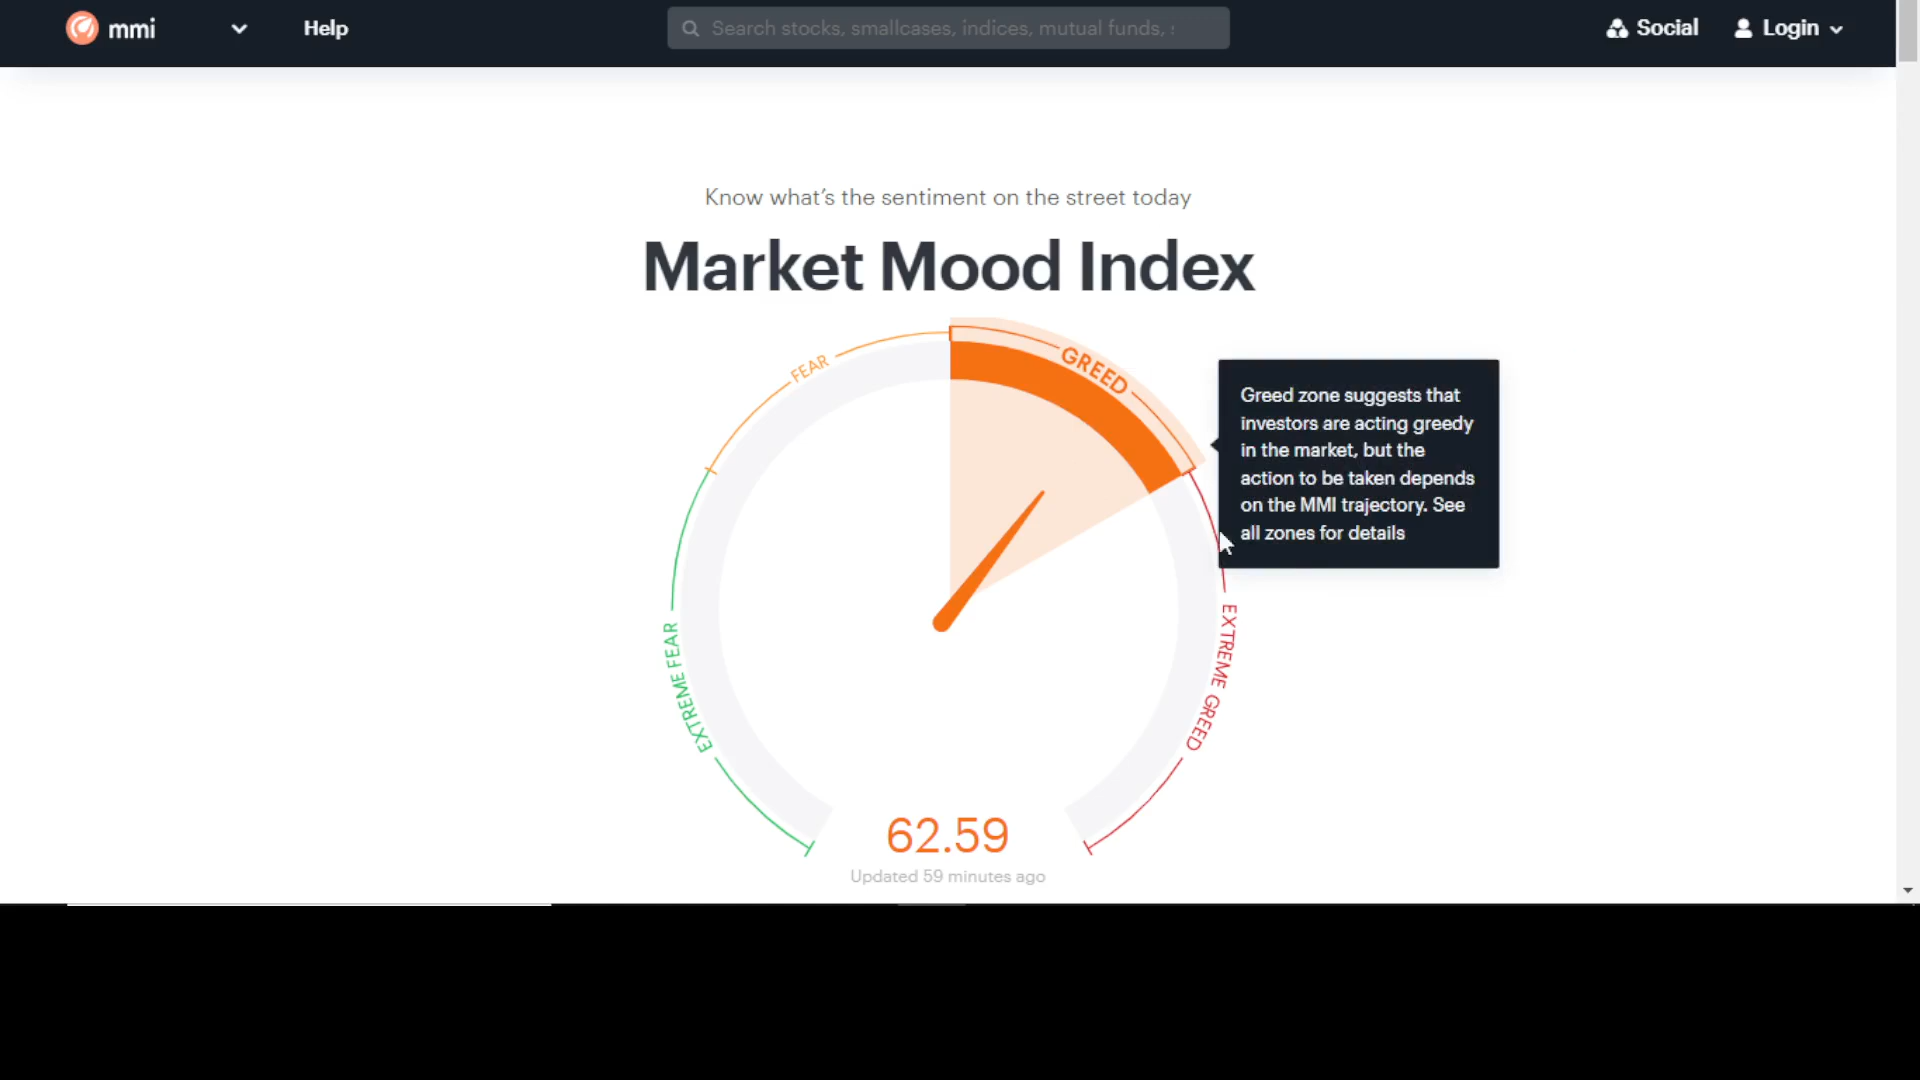 mmi
Help
Search stocks, smallcases, indices, mutual funds,
Social
Login
Know what's the sentiment on the street today
Market Mood Index
FEAR
GREED
Greed zone suggests that
investors are acting greedy
in the market, but the
action to be taken depends
on the MMI trajectory. See
all zones for details
EXTREME FEAR
EXTREME GREED
62.59
Updated 59 minutes ago